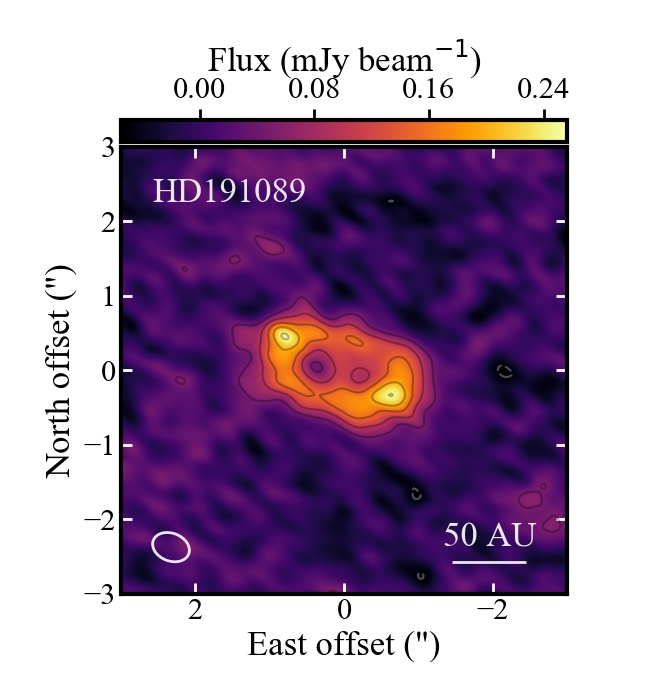 Flux (mJy beam⁻¹)
0.00 0.08 0.16 0.24
HD191089
3
2
1
0
−1
−2
−3
North offset (")
50 AU
2 0 −2
East offset (")